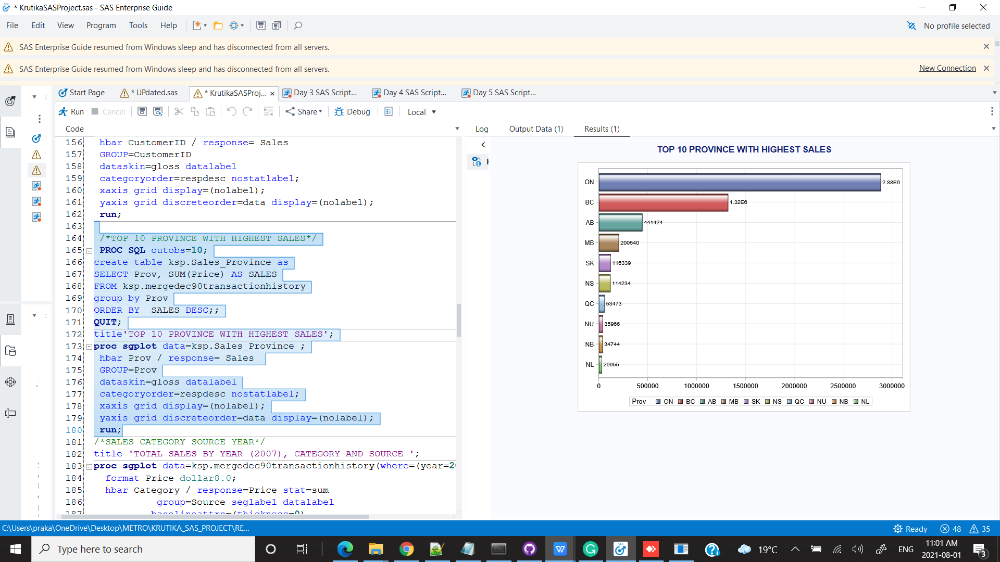 * KrutikaSASProject.sas - SAS Enterprise Guide
File Edit View Program Tools Help
No profile selected
SAS Enterprise Guide resumed from Windows sleep and has disconnected from all servers.
SAS Enterprise Guide resumed from Windows sleep and has disconnected from all servers.
New Connection
Start Page * UPdated.sas * KrutikaSASProj... Day 3 SAS Script... Day 4 SAS Script... Day 5 SAS Script...
Run Cancel Share Debug Local
Code
156 hbar CustomerID / response= Sales
157 GROUP=CustomerID
158 dataskin=gloss datalabel
159 categoryorder=respdesc nostatlabel;
160 xaxis grid display=(nolabel);
161 yaxis grid discreteorder=data display=(nolabel);
162 run;
163
164 /*TOP 10 PROVINCE WITH HIGHEST SALES*/
165 PROC SQL outobs=10;
166 create table ksp.Sales_Province as
167 SELECT Prov, SUM(Price) AS SALES
168 FROM ksp.mergedec90transactionhistory
169 group by Prov
170 ORDER BY  SALES DESC;;
171 QUIT;
172 title'TOP 10 PROVINCE WITH HIGHEST SALES';
173 proc sgplot data=ksp.Sales_Province ;
174 hbar Prov / response= Sales
175 GROUP=Prov
176 dataskin=gloss datalabel
177 categoryorder=respdesc nostatlabel;
178 xaxis grid display=(nolabel);
179 yaxis grid discreteorder=data display=(nolabel);
180 run;
181 /*SALES CATEGORY SOURCE YEAR*/
182 title 'TOTAL SALES BY YEAR (2007), CATEGORY AND SOURCE ';
183 proc sgplot data=ksp.mergedec90transactionhistory(where=(year=20
184 format Price dollar8.0;
185 hbar Category / response=Price stat=sum
186 group=Source seglabel datalabel
187 baselineattrs=(thickness=0)
Log Output Data (1) Results (1)
TOP 10 PROVINCE WITH HIGHEST SALES
ON 2.88E6
BC 1.32E6
AB 441424
MB 200540
SK 116339
NS 114234
QC 53473
NU 35966
NB 34744
NL 26955
0 500000 1000000 1500000 2000000 2500000 3000000
Prov ON BC AB MB SK NS QC NU NB NL
C:\Users\praka\OneDrive\Desktop\METRO\KRUTIKA_SAS_PROJECT\RE...
Ready 48 35
Type here to search
19°C
ENG
11:01 AM
2021-08-01
3